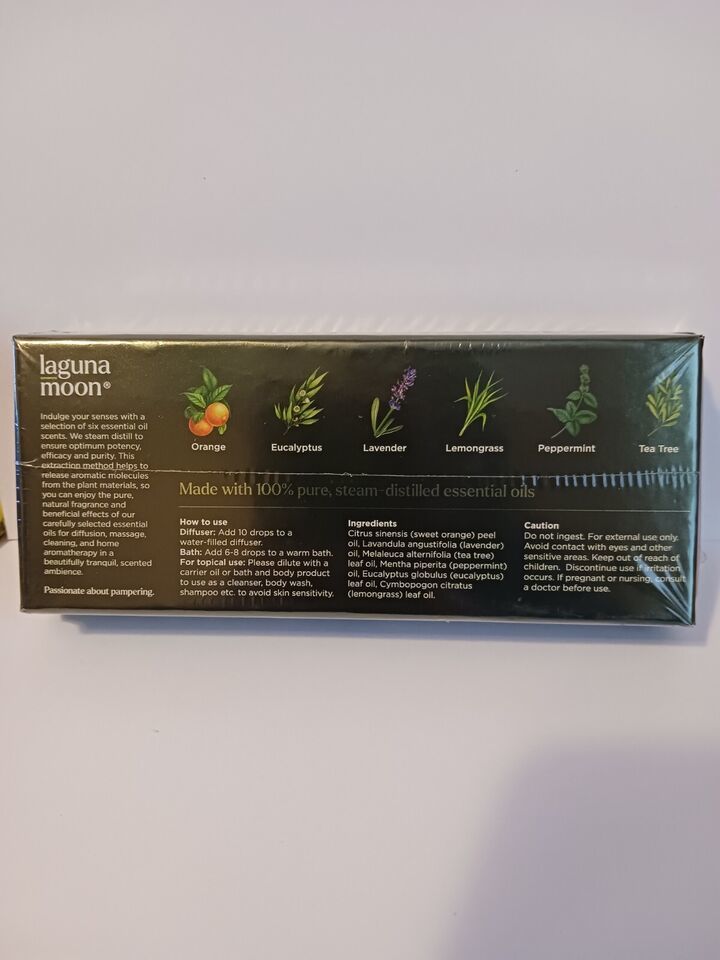 laguna
moon®
Indulge your senses with a
selection of six essential oil
scents. We steam distill to
ensure optimum potency,
efficacy and purity. This
extraction method helps to
release aromatic molecules
from the plant materials, so
you can enjoy the pure,
natural fragrance and
beneficial effects of our
carefully selected essential
oils for diffusion, massage,
cleaning, and home
aromatherapy in a
beautifully tranquil, scented
ambience.
Passionate about pampering.
Orange
Eucalyptus
Lavender
Lemongrass
Peppermint
Tea Tree
Made with 100% pure, steam-distilled essential oils
How to use
Diffuser: Add 10 drops to a
water-filled diffuser.
Bath: Add 6-8 drops to a warm bath.
For topical use: Please dilute with a
carrier oil or bath and body product
to use as a cleanser, body wash,
shampoo etc. to avoid skin sensitivity.
Ingredients
Citrus sinensis (sweet orange) peel
oil, Lavandula angustifolia (lavender)
oil, Melaleuca alternifolia (tea tree)
leaf oil, Mentha piperita (peppermint)
oil, Eucalyptus globulus (eucalyptus)
leaf oil, Cymbopogon citratus
(lemongrass) leaf oil.
Caution
Do not ingest. For external use only.
Avoid contact with eyes and other
sensitive areas. Keep out of reach of
children. Discontinue use if irritation
occurs. If pregnant or nursing, consult
a doctor before use.